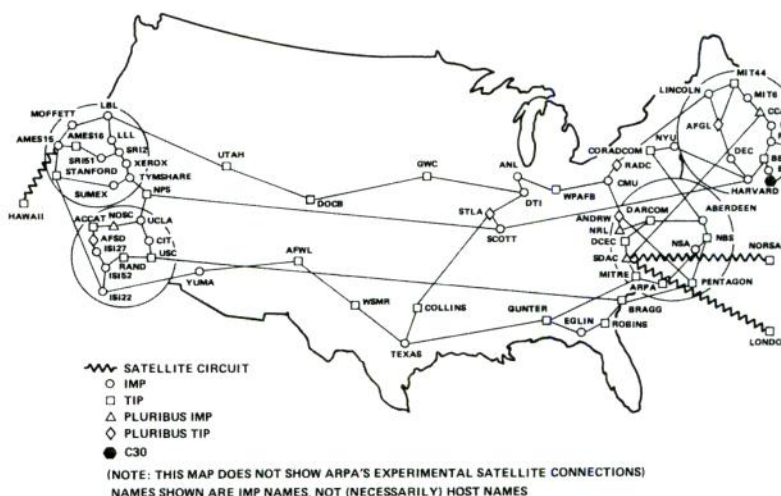 MIT44
LINCOLN
MIT6
LBL
MOFFETT
AFGL
AMES16
LLL
AMES15
SRI2
NYU
DEC
UTAH
CORADCOM
RADC
SRI51
XEROX
GWC
ANL
STANFORD
TYMSHARE
WPAFB
CMU
HARVARD
SUMEX
NPS
DOCB
DTI
HAWAII
STLA
ANDRW
DARCOM
ABERDEEN
ACCAT
NOSC
UCLA
SCOTT
NRL
AFSD
CIT
DCEC
NSA
NBS
ISI27
AFWL
SDAC
RAND
USC
ISI52
MITRE
YUMA
ARPA
PENTAGON
ISI22
WSMR
COLLINS
GUNTER
BRAGG
EGLIN
ROBINS
TEXAS
SATELLITE CIRCUIT
IMP
TIP
PLURIBUS IMP
PLURIBUS TIP
C30
(NOTE: THIS MAP DOES NOT SHOW ARPA'S EXPERIMENTAL SATELLITE CONNECTIONS)
NAMES SHOWN ARE IMP NAMES, NOT (NECESSARILY) HOST NAMES